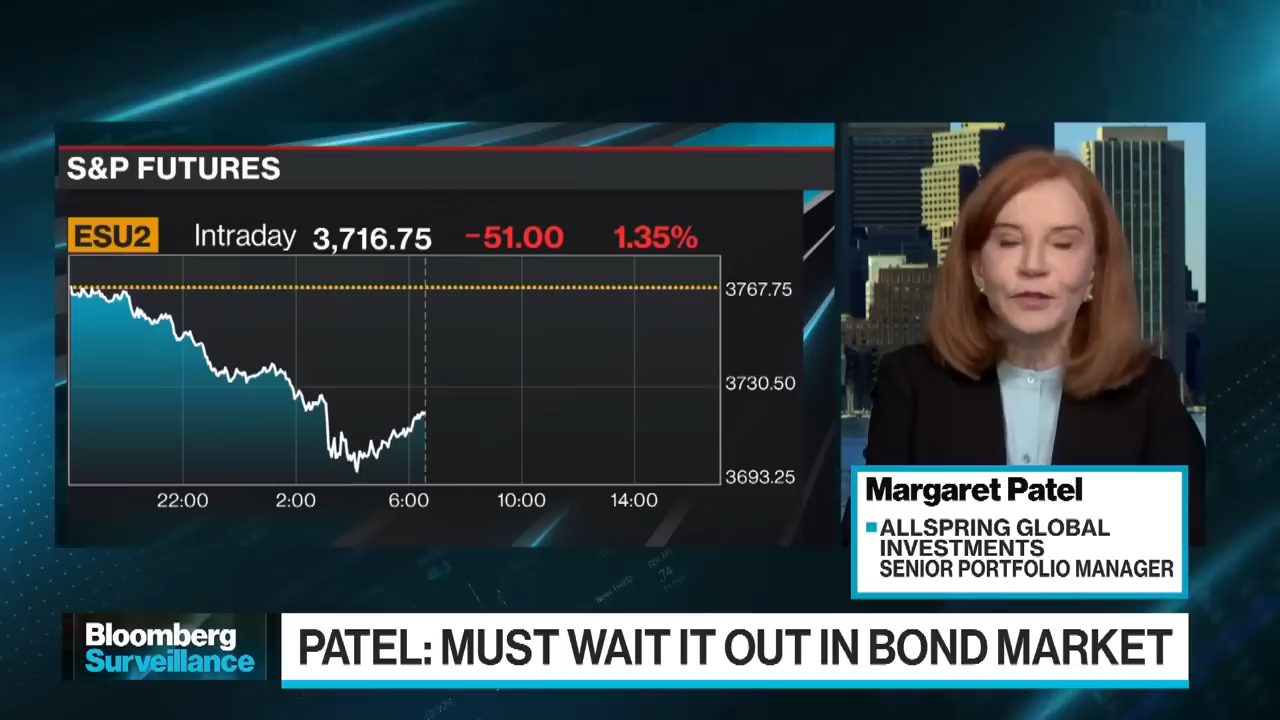 S&P FUTURES
ESU2 Intraday 3,716.75 −51.00 1.35%
3767.75
3730.50
3693.25
22:00 2:00 6:00 10:00 14:00
Margaret Patel
ALLSPRING GLOBAL
INVESTMENTS
SENIOR PORTFOLIO MANAGER
Bloomberg
Surveillance
PATEL: MUST WAIT IT OUT IN BOND MARKET